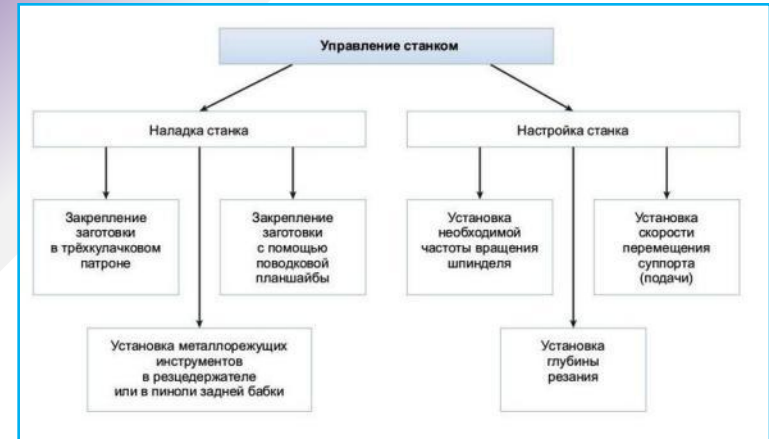 Управление станком
Наладка станка
Настройка станка
Закрепление
заготовки
в трёхкулачковом
патроне
Закрепление
заготовки
с помощью
поводковой
планшайбы
Установка
необходимой
частоты вращения
шпинделя
Установка
скорости
перемещения
суппорта
(подачи)
Установка металлорежущих
инструментов
в резцедержателе
или в пиноли задней бабки
Установка
глубины
резания